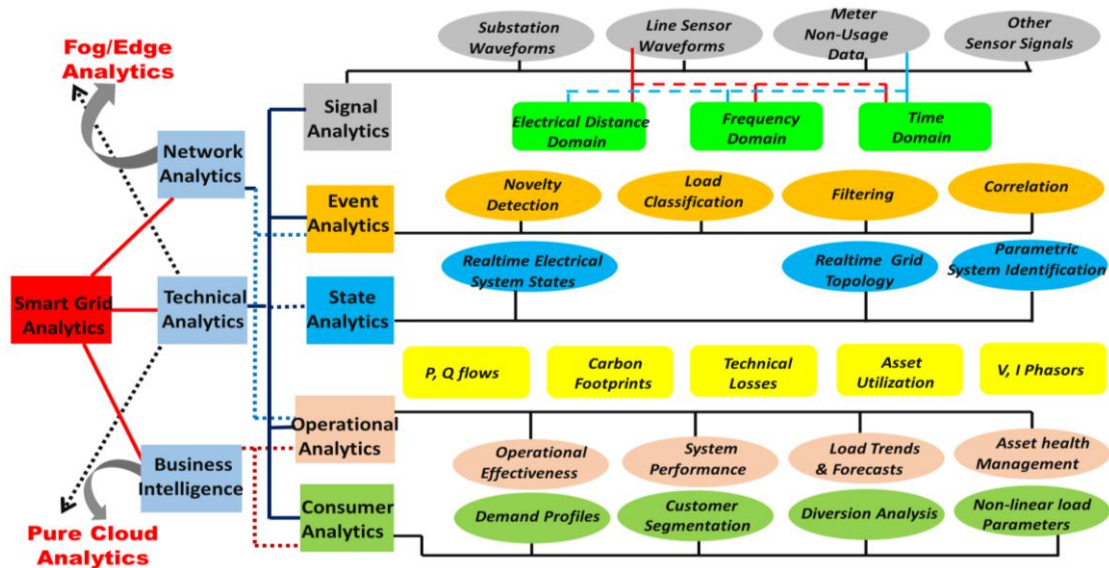 Fog/Edge
Analytics
Network
Analytics
Smart Grid
Analytics
Technical
Analytics
Business
Intelligence
Pure Cloud
Analytics
Signal
Analytics
Event
Analytics
State
Analytics
Operational
Analytics
Consumer
Analytics
Substation
Waveforms
Line Sensor
Waveforms
Meter
Non-Usage
Data
Other
Sensor Signals
Electrical Distance
Domain
Frequency
Domain
Time
Domain
Novelty
Detection
Load
Classification
Filtering
Correlation
Realtime Electrical
System States
Realtime Grid
Topology
Parametric
System Identification
P, Q flows
Carbon
Footprints
Technical
Losses
Asset
Utilization
V, I Phasors
Operational
Effectiveness
System
Performance
Load Trends
& Forecasts
Asset health
Management
Demand Profiles
Customer
Segmentation
Diversion Analysis
Non-linear load
Parameters